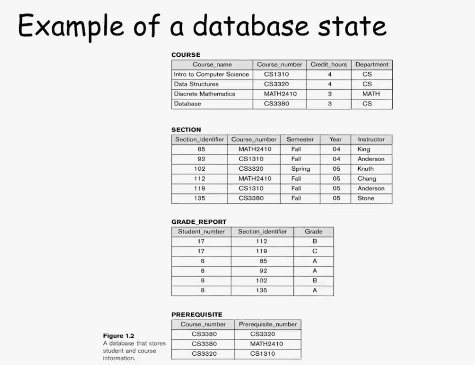 Example of a database state
COURSE
Course_name Course_number Credit_hours Department
Intro to Computer Science CS1310 4 CS
Data Structures CS3320 4 CS
Discrete Mathematics MATH2410 3 MATH
Database CS3380 3 CS
SECTION
Section_identifier Course_number Semester Year Instructor
85 MATH2410 Fall 04 King
92 CS1310 Fall 04 Anderson
102 CS3320 Spring 05 Knuth
112 MATH2410 Fall 05 Chang
119 CS1310 Fall 05 Anderson
135 CS3380 Fall 05 Stone
GRADE_REPORT
Student_number Section_identifier Grade
17 112 B
17 119 C
8 85 A
8 92 A
8 102 B
8 135 A
PREREQUISITE
Course_number Prerequisite_number
CS3380 CS3320
CS3380 MATH2410
CS3320 CS1310
Figure 1.2
A database that stores
student and course
information.